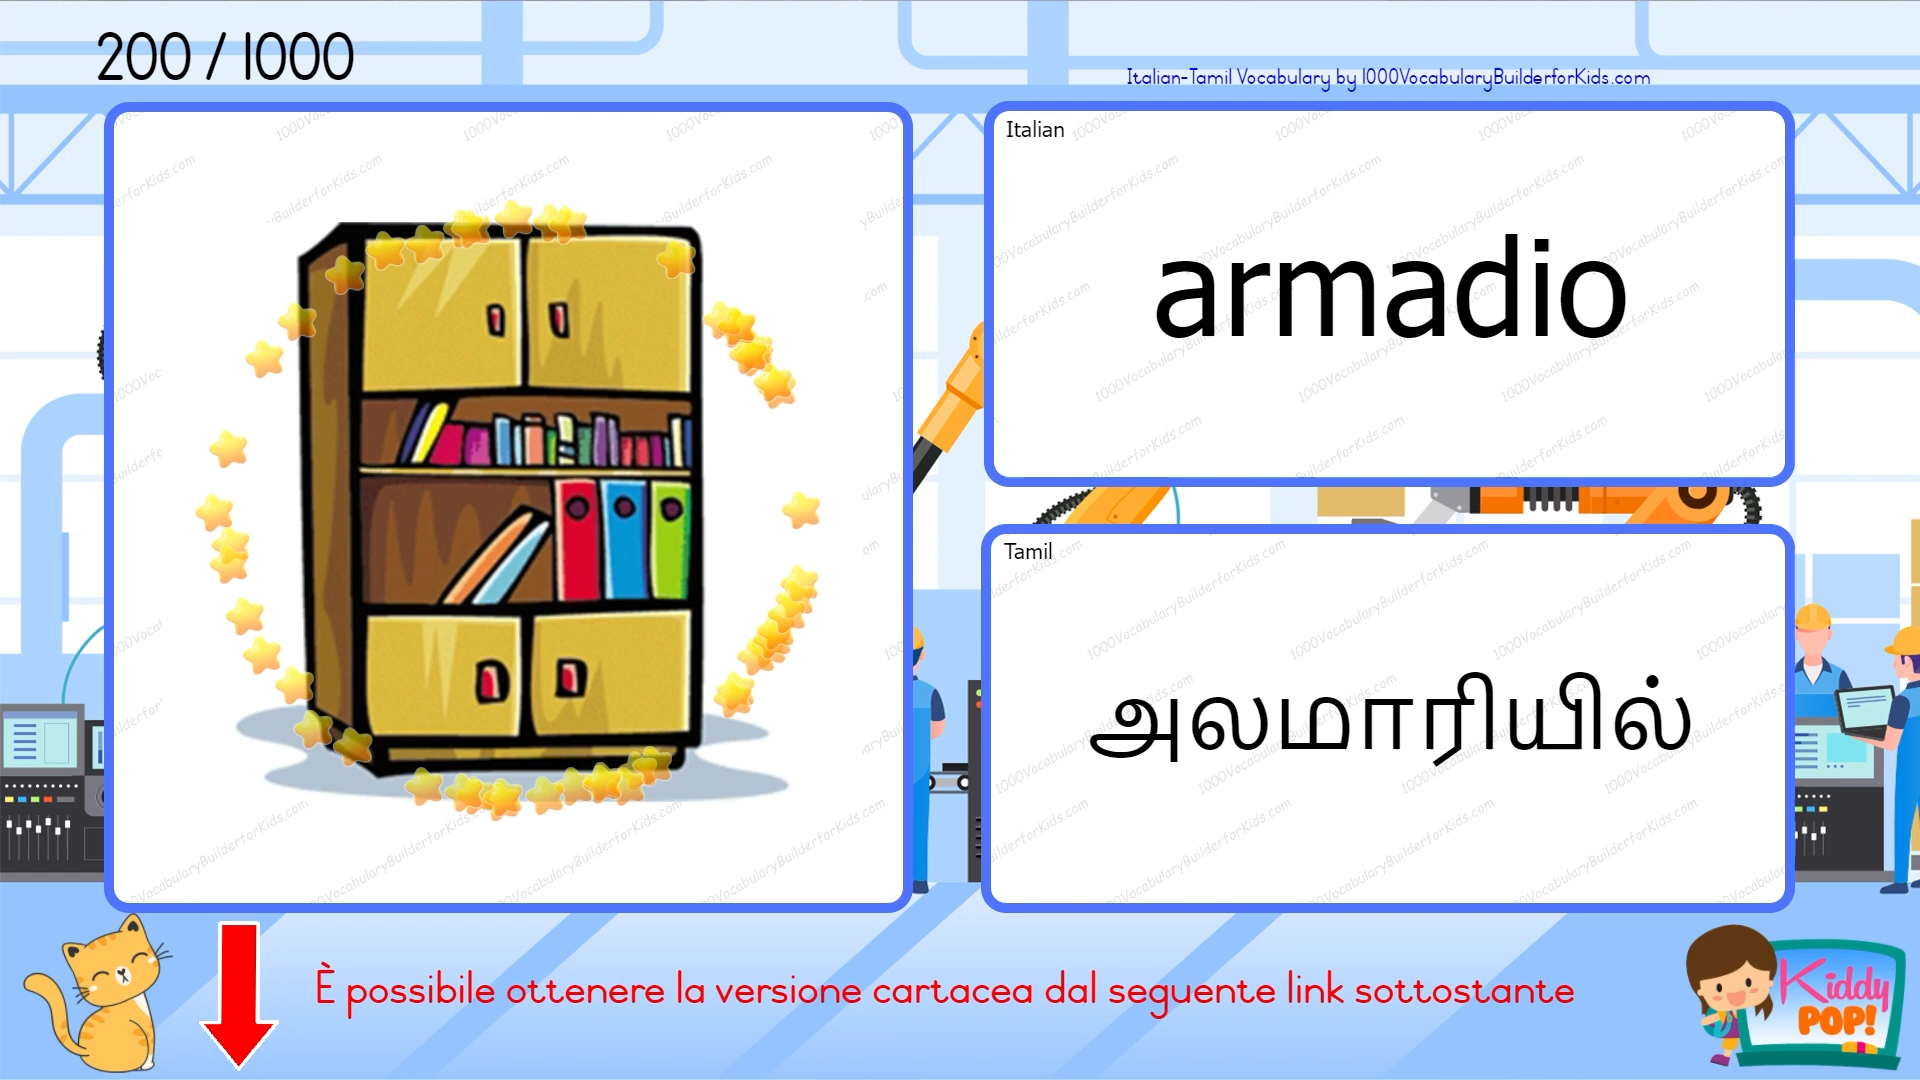 200 / 1000
Italian-Tamil Vocabulary by 1000VocabularyBuilderforKids.com
Italian
armadio
Tamil
அலமாரியில்
È possibile ottenere la versione cartacea dal seguente link sottostante
Kiddy
POP!